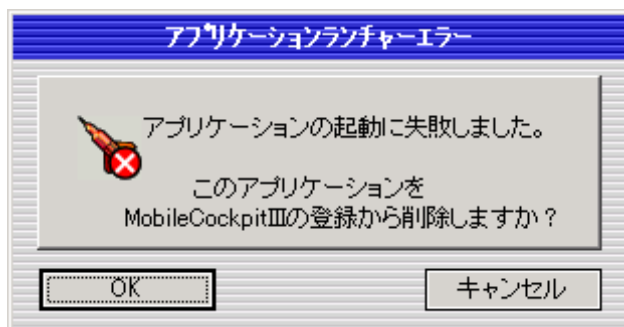 アプリケーションランチャーエラー
アプリケーションの起動に失敗しました。
このアプリケーションを
MobileCockpitⅢの登録から削除しますか？
OK
キャンセル